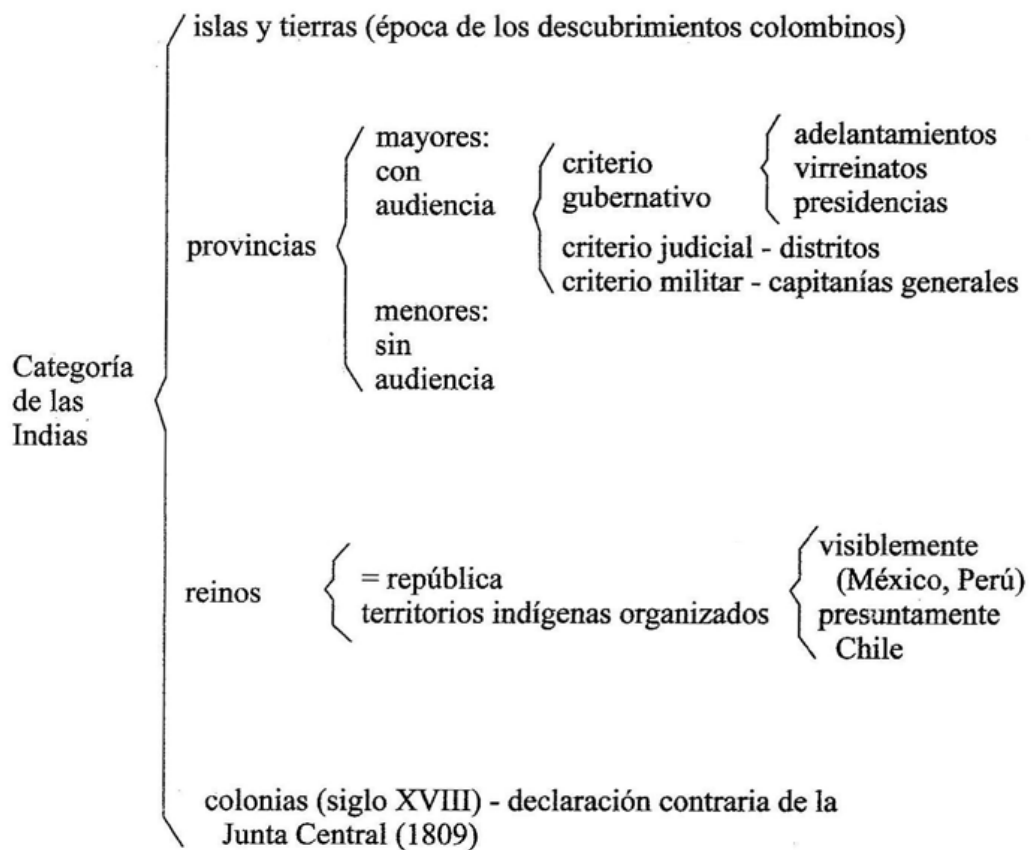 islas y tierras (época de los descubrimientos colombinos)
mayores:
con
audiencia
criterio
gubernativo
adelantamientos
virreinatos
presidencias
criterio judicial - distritos
criterio militar - capitanías generales
provincias
menores:
sin
audiencia
Categoría
de las
Indias
reinos
= república
territorios indígenas organizados
visiblemente
(México, Perú)
presuntamente
Chile
colonias (siglo XVIII) - declaración contraria de la
Junta Central (1809)